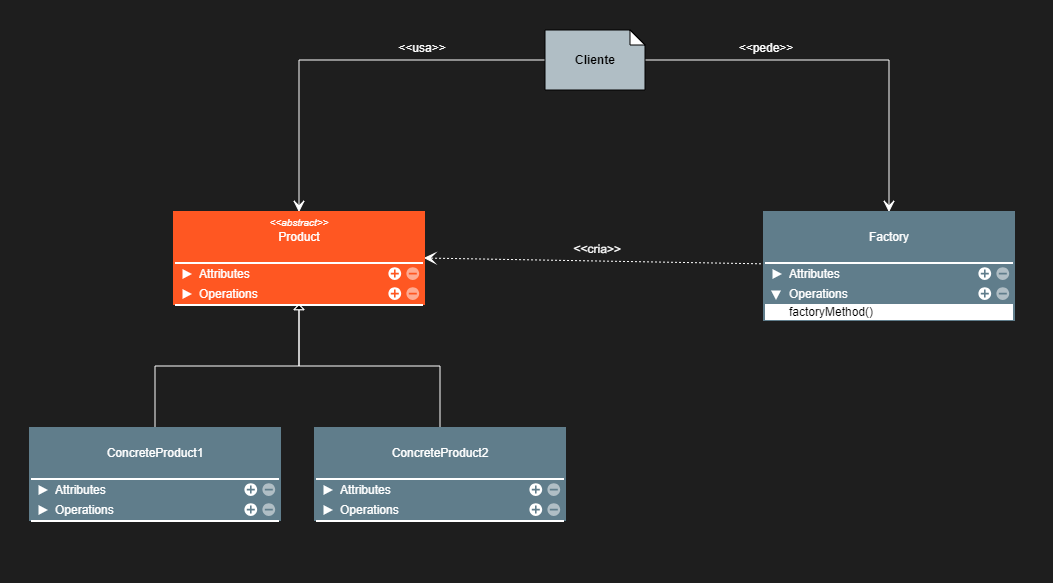 <<usa>>
<<pede>>
Cliente
<<abstract>>
Product
Attributes
Operations
<<cria>>
Factory
Attributes
Operations
factoryMethod()
ConcreteProduct1
Attributes
Operations
ConcreteProduct2
Attributes
Operations